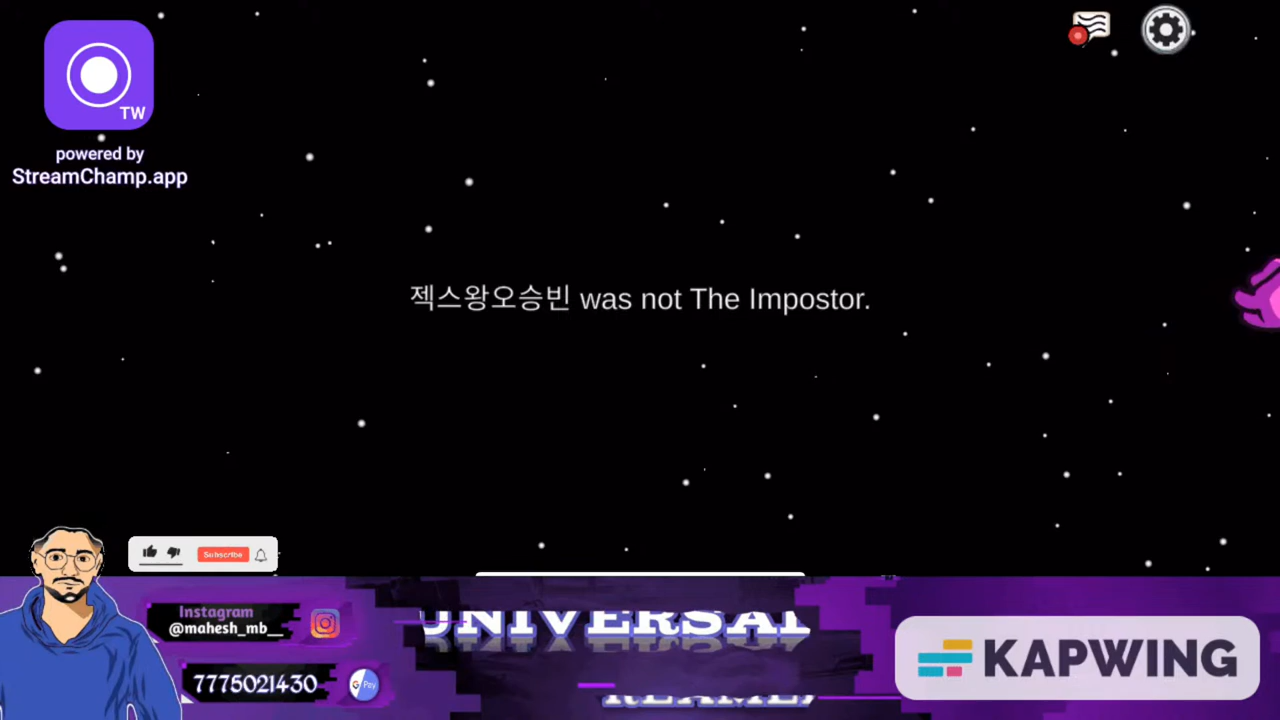 TW
powered by
StreamChamp.app
젝스왕오승빈 was not The Impostor.
Subscribe
Instagram
@mahesh_mb__
7775021430
G Pay
UNIVERSAL
KAPWING